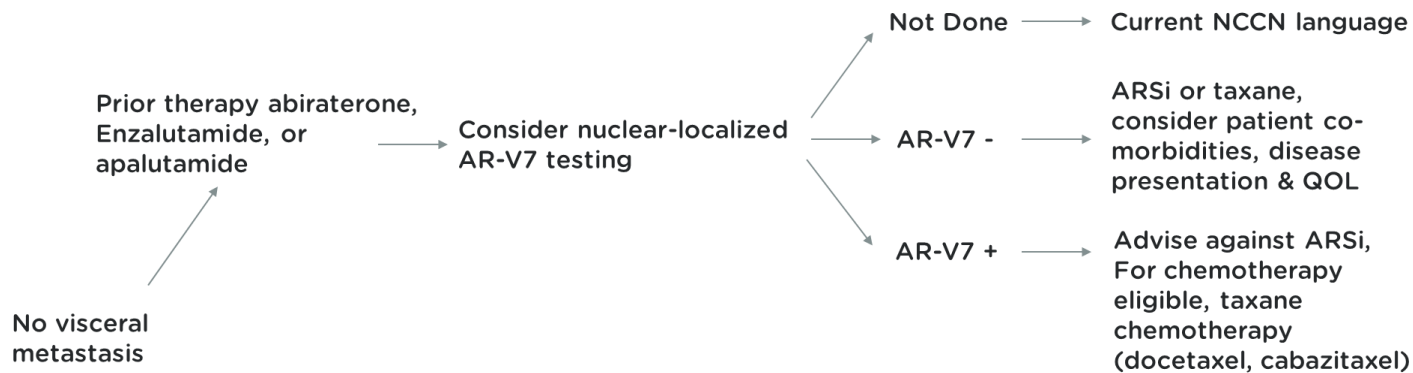 No visceral
metastasis
Prior therapy abiraterone,
Enzalutamide, or
apalutamide
Consider nuclear-localized
AR-V7 testing
Not Done
Current NCCN language
AR-V7 -
ARSi or taxane,
consider patient co-
morbidities, disease
presentation & QOL
AR-V7 +
Advise against ARSi,
For chemotherapy
eligible, taxane
chemotherapy
(docetaxel, cabazitaxel)